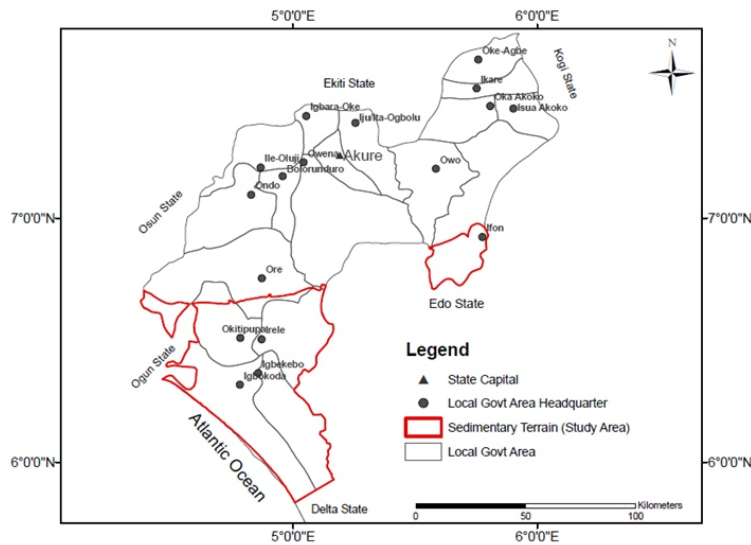 5°0'0"E
6°0'0"E
N
Oke-Agbe
Kogi State
Ikare
Ekiti State
Oka Akoko
Isua Akoko
Igbara-Oke
Iju/Ita-Ogbolu
Owena
Akure
Ile-Oluji
Bolorunduro
Owo
Ondo
Osun State
7°0'0"N
7°0'0"N
Ifon
Ore
Edo State
Okitipupa
Irele
Ogun State
Igbekebo
Igbokoda
Legend
State Capital
Local Govt Area Headquarter
Sedimentary Terrain (Study Area)
Local Govt Area
Atlantic Ocean
6°0'0"N
6°0'0"N
Delta State
Kilometers
0 50 100
5°0'0"E
6°0'0"E